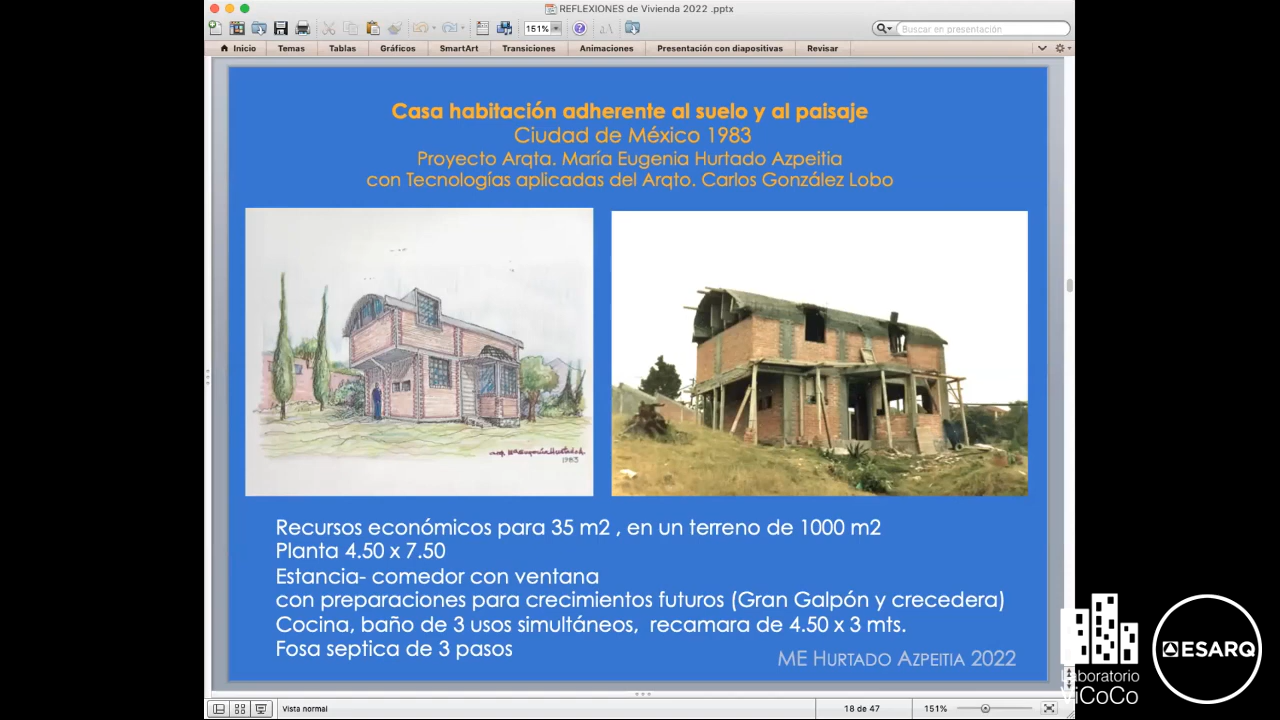 REFLEXIONES de Vivienda 2022 .pptx
151%
Buscar en presentación
Inicio Temas Tablas Gráficos SmartArt Transiciones Animaciones Presentación con diapositivas Revisar
Casa habitación adherente al suelo y al paisaje
Ciudad de México 1983
Proyecto Arqta. María Eugenia Hurtado Azpeitia
con Tecnologías aplicadas del Arqto. Carlos González Lobo
1983
Recursos económicos para 35 m2 , en un terreno de 1000 m2
Planta 4.50 x 7.50
Estancia- comedor con ventana
con preparaciones para crecimientos futuros (Gran Galpón y crecedera)
Cocina, baño de 3 usos simultáneos, recamara de 4.50 x 3 mts.
Fosa septica de 3 pasos
ME HURTADO AZPEITIA 2022
Laboratorio
ViCoCo
ESARQ
Vista normal
18 de 47
151%